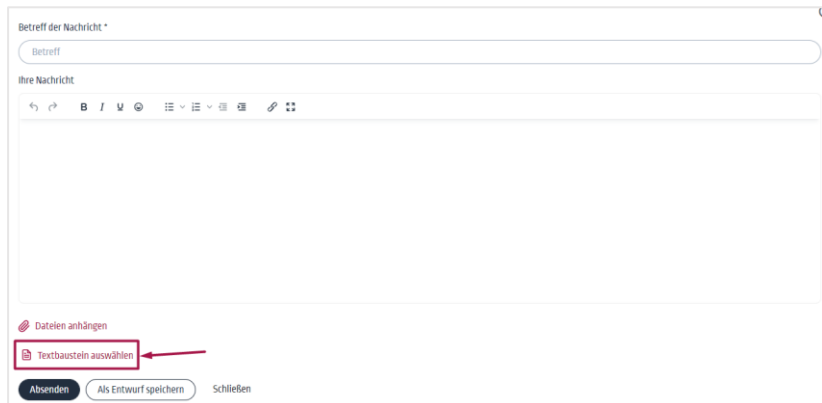 Betreff der Nachricht *
Betreff
Ihre Nachricht
B I U
Dateien anhängen
Textbaustein auswählen
Absenden Als Entwurf speichern Schließen